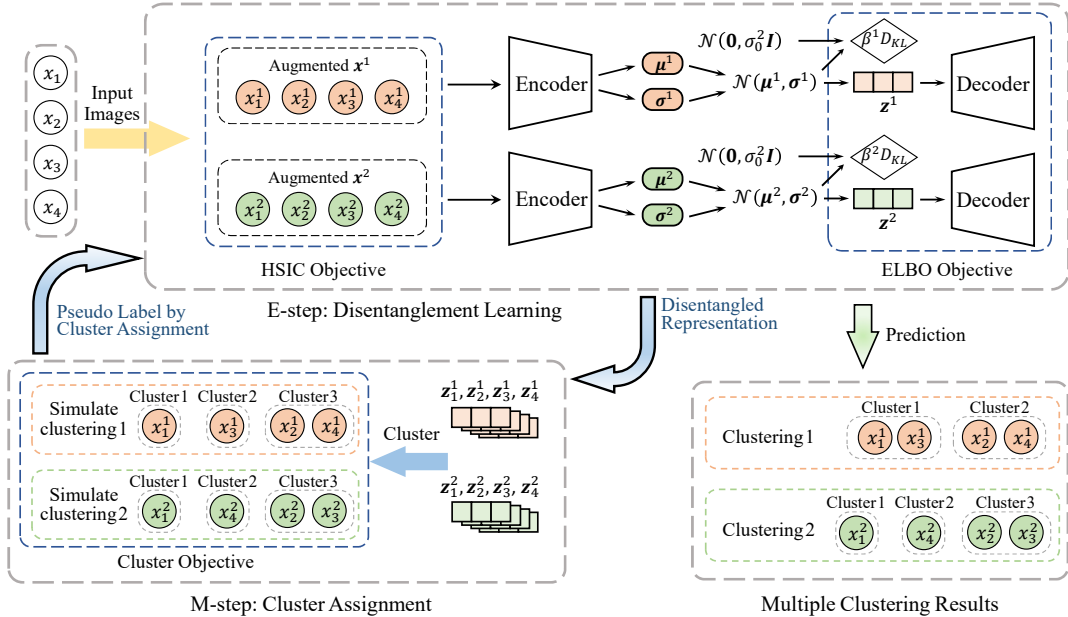 x₁
x₂
x₃
x₄
Input
Images
Augmented 𝒙¹
x₁¹ x₂¹ x₃¹ x₄¹
Augmented 𝒙²
x₁² x₂² x₃² x₄²
HSIC Objective
Encoder
𝝁¹
𝝈¹
𝒩(𝟎, σ₀²𝑰)
𝒩(𝝁¹, 𝝈¹)
β¹D_KL
𝐳¹
Decoder
Encoder
𝝁²
𝝈²
𝒩(𝟎, σ₀²𝑰)
𝒩(𝝁², 𝝈²)
β²D_KL
𝐳²
Decoder
ELBO Objective
E-step: Disentanglement Learning
Pseudo Label by
Cluster Assignment
Disentangled
Representation
Prediction
Simulate
clustering1
Cluster1 Cluster2 Cluster3
x₁¹ x₃¹ x₂¹ x₄¹
Simulate
clustering2
Cluster1 Cluster2 Cluster3
x₁² x₄² x₂² x₃²
Cluster Objective
Cluster
𝐳₁¹, 𝐳₂¹, 𝐳₃¹, 𝐳₄¹
𝐳₁², 𝐳₂², 𝐳₃², 𝐳₄²
M-step: Cluster Assignment
Clustering1
Cluster1 Cluster2
x₁¹ x₃¹ x₂¹ x₄¹
Clustering2
Cluster1 Cluster2 Cluster3
x₁² x₄² x₂² x₃²
Multiple Clustering Results